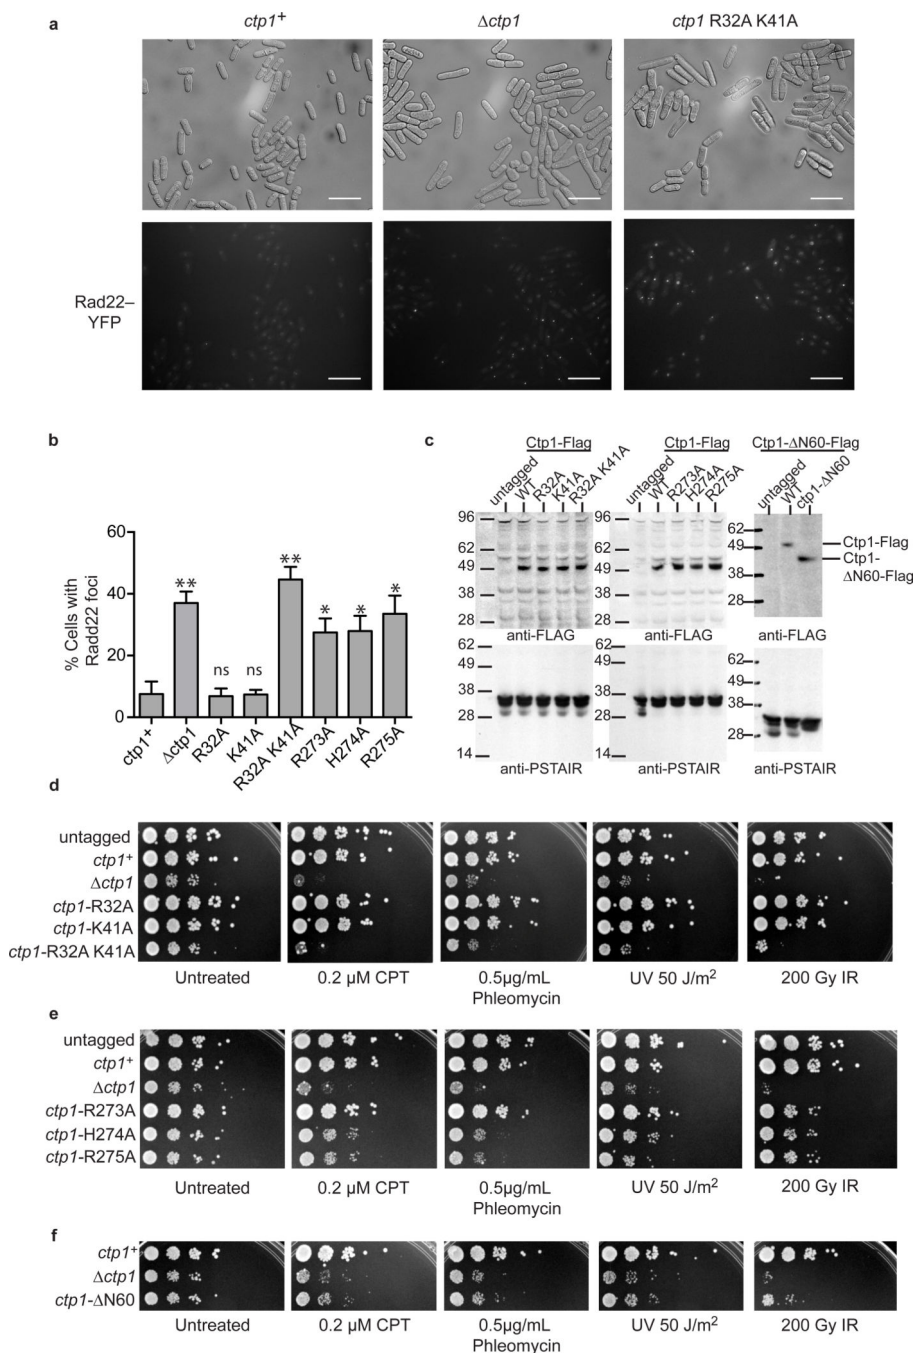 a
ctp1+
Δctp1
ctp1 R32A K41A
Rad22–
YFP
b
% Cells with
Radd22 foci
60
40
20
0
**
ns
ns
**
*
*
*
ctp1+
Δctp1
R32A
K41A
R32A K41A
R273A
H274A
R275A
c
Ctp1-Flag
untagged
WT
R32A
K41A
R32A K41A
96
62
49
38
28
anti-FLAG
62
49
38
28
14
anti-PSTAIR
Ctp1-Flag
untagged
WT
R273A
H274A
R275A
96
62
49
38
28
anti-FLAG
62
49
38
28
14
anti-PSTAIR
Ctp1-ΔN60-Flag
untagged
WT
ctp1-ΔN60
62
49
38
28
Ctp1-Flag
Ctp1-
ΔN60-Flag
anti-FLAG
62
49
38
28
anti-PSTAIR
d
untagged
ctp1+
Δctp1
ctp1-R32A
ctp1-K41A
ctp1-R32A K41A
Untreated
0.2 µM CPT
0.5µg/mL
Phleomycin
UV 50 J/m²
200 Gy IR
e
untagged
ctp1+
Δctp1
ctp1-R273A
ctp1-H274A
ctp1-R275A
Untreated
0.2 µM CPT
0.5µg/mL
Phleomycin
UV 50 J/m²
200 Gy IR
f
ctp1+
Δctp1
ctp1-ΔN60
Untreated
0.2 µM CPT
0.5µg/mL
Phleomycin
UV 50 J/m²
200 Gy IR